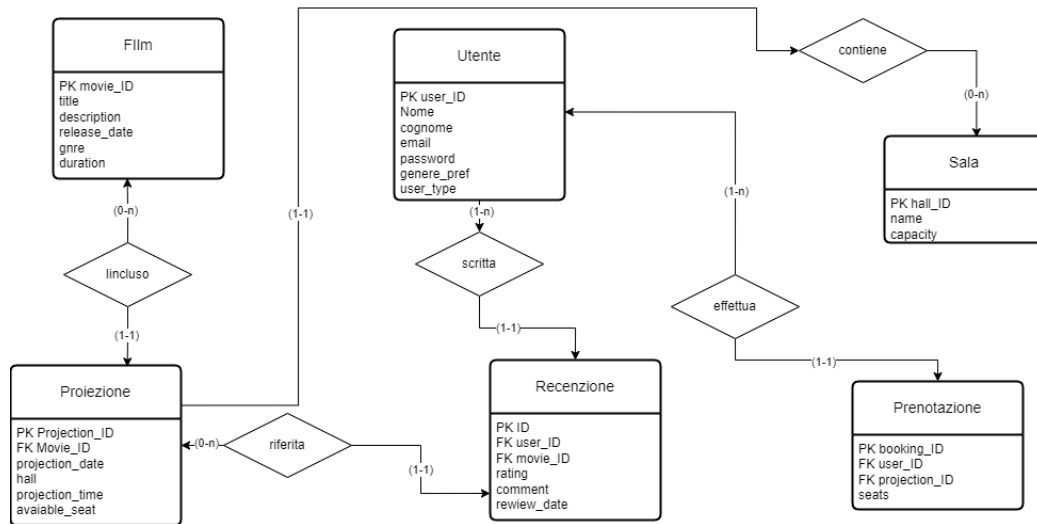 FIlm
PK movie_ID
title
description
release_date
gnre
duration
(0-n)
Iincluso
(1-1)
Proiezione
PK Projection_ID
FK Movie_ID
projection_date
hall
projection_time
avaiable_seat
(1-1)
(0-n)
riferita
(1-1)
Utente
PK user_ID
Nome
cognome
email
password
genere_pref
user_type
(1-n)
scritta
(1-1)
Recenzione
PK ID
FK user_ID
FK movie_ID
rating
comment
rewiew_date
contiene
(0-n)
Sala
PK hall_ID
name
capacity
(1-n)
effettua
(1-1)
Prenotazione
PK booking_ID
FK user_ID
FK projection_ID
seats